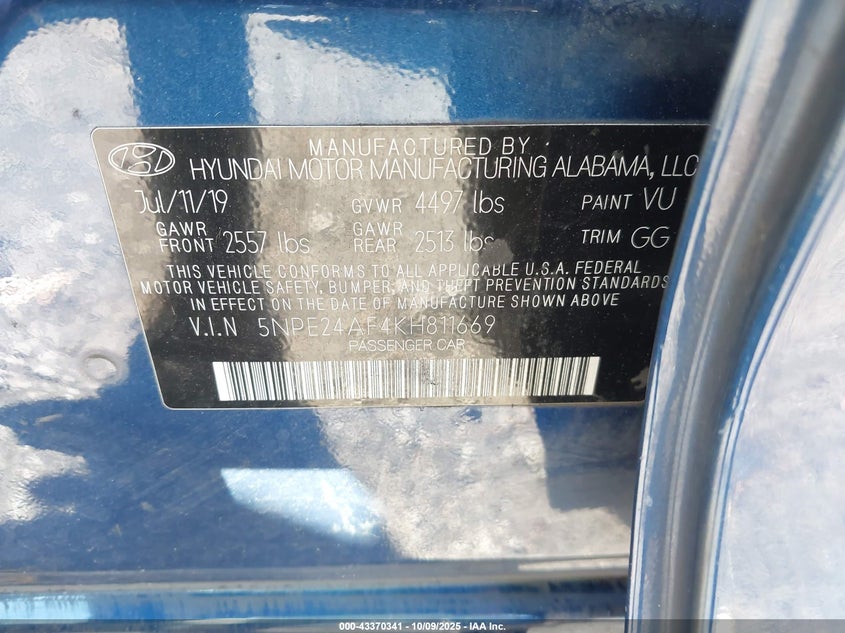 MANUFACTURED BY
HYUNDAI MOTOR MANUFACTURING ALABAMA, LLC
Jul/11/19 GVWR 4497 lbs PAINT VU
GAWR FRONT 2557 lbs GAWR REAR 2513 lbs TRIM GG
THIS VEHICLE CONFORMS TO ALL APPLICABLE U.S.A. FEDERAL
MOTOR VEHICLE SAFETY, BUMPER, AND THEFT PREVENTION STANDARDS
IN EFFECT ON THE DATE OF MANUFACTURE SHOWN ABOVE
V.I.N 5NPE24AF4KH811669
PASSENGER CAR
000-43370341 - 10/09/2025 - IAA Inc.